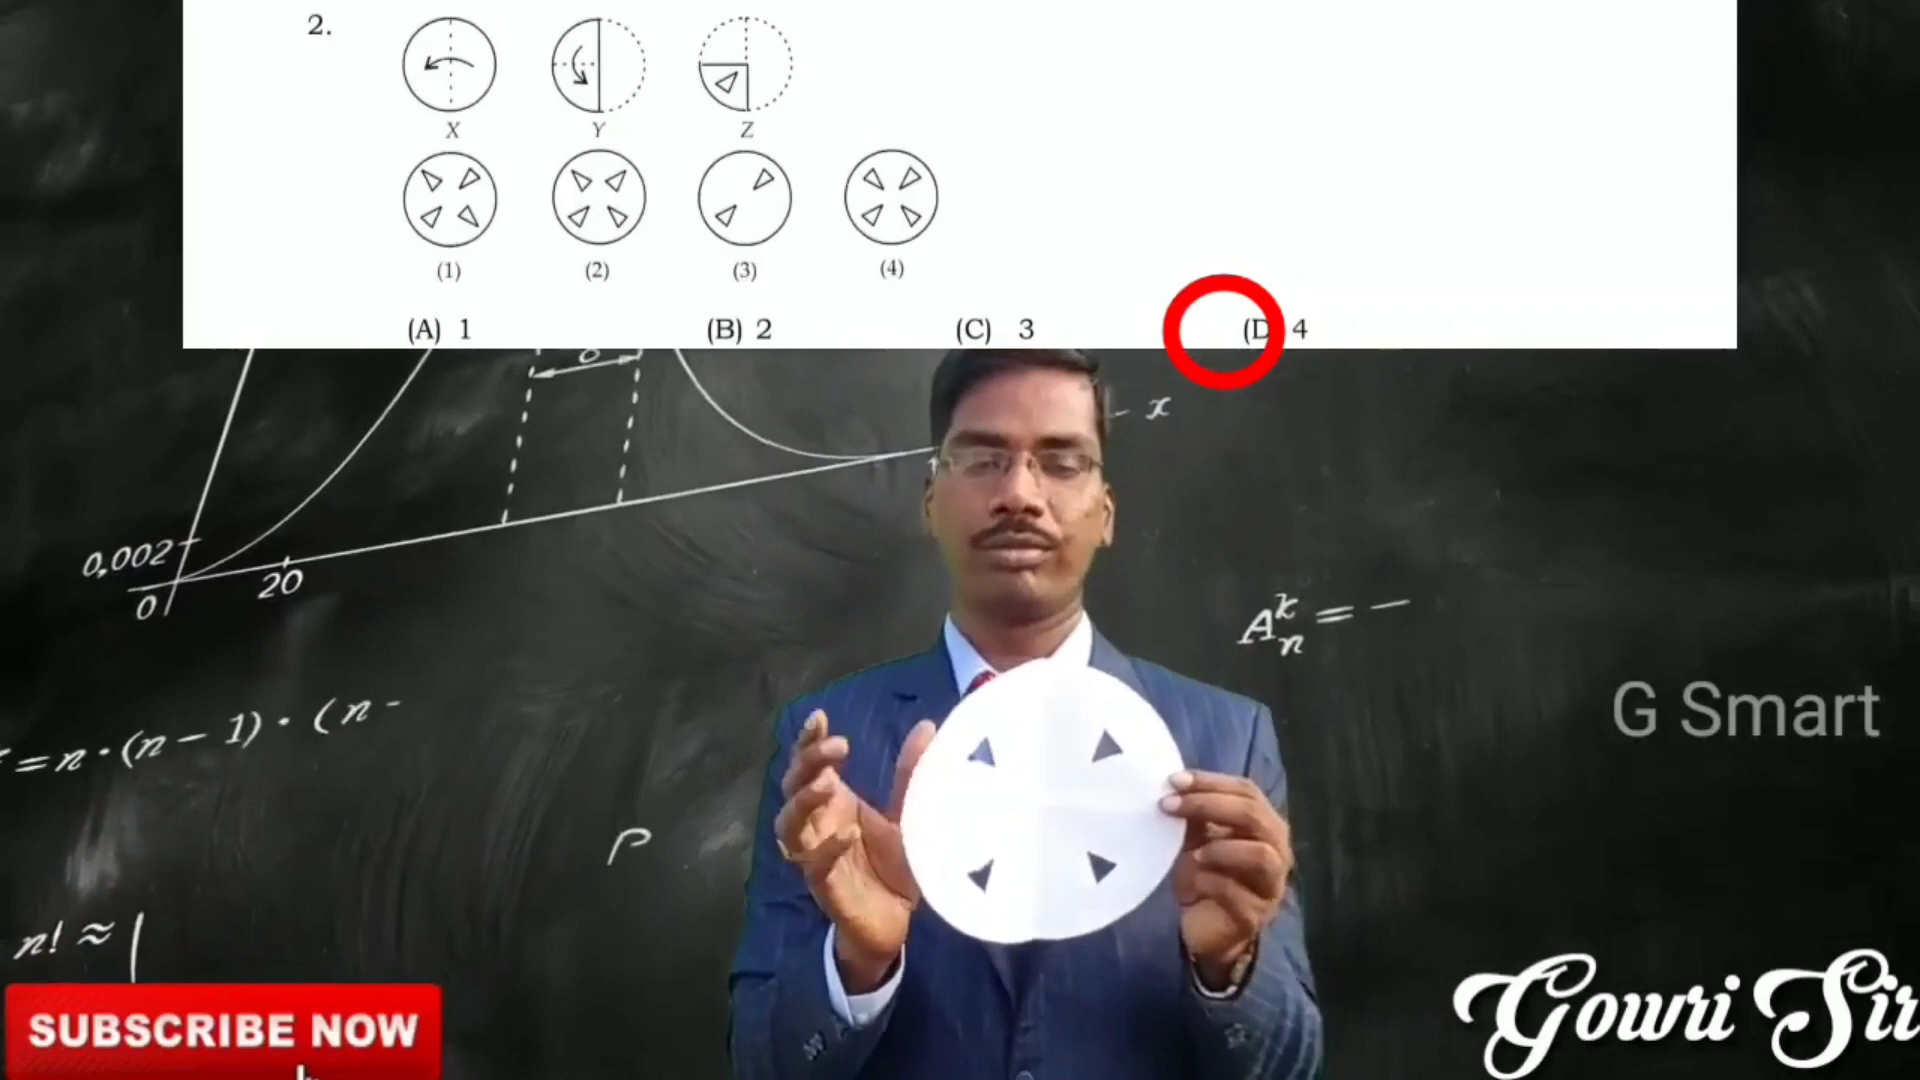 2.
X Y Z
(1) (2) (3) (4)
(A) 1 (B) 2 (C) 3 (D 4
x
0,002
0
20
A_n^k = –
= n · (n – 1) · (n -
G Smart
P
n! ≈
SUBSCRIBE NOW
Gowri Sir